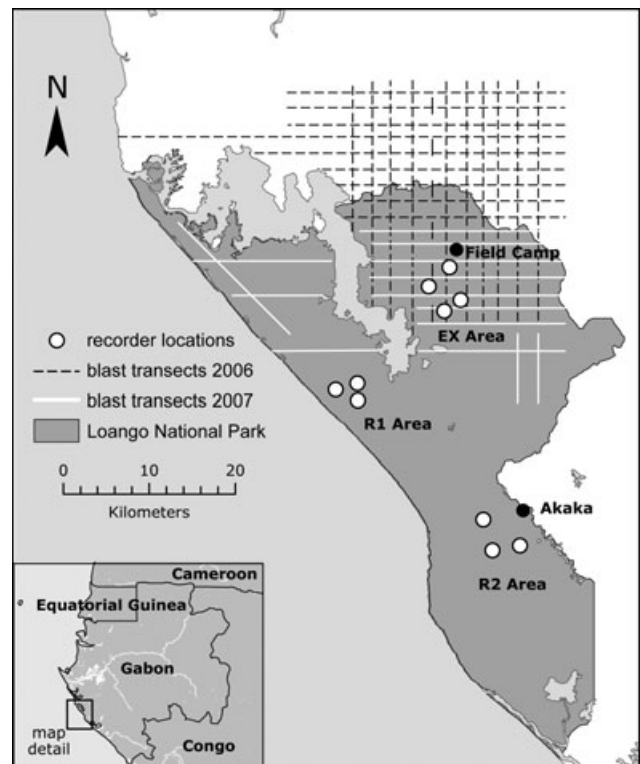 N
Field Camp
EX Area
recorder locations
blast transects 2006
blast transects 2007
Loango National Park
R1 Area
0 10 20
Kilometers
Akaka
R2 Area
Cameroon
Equatorial Guinea
Gabon
map
detail
Congo